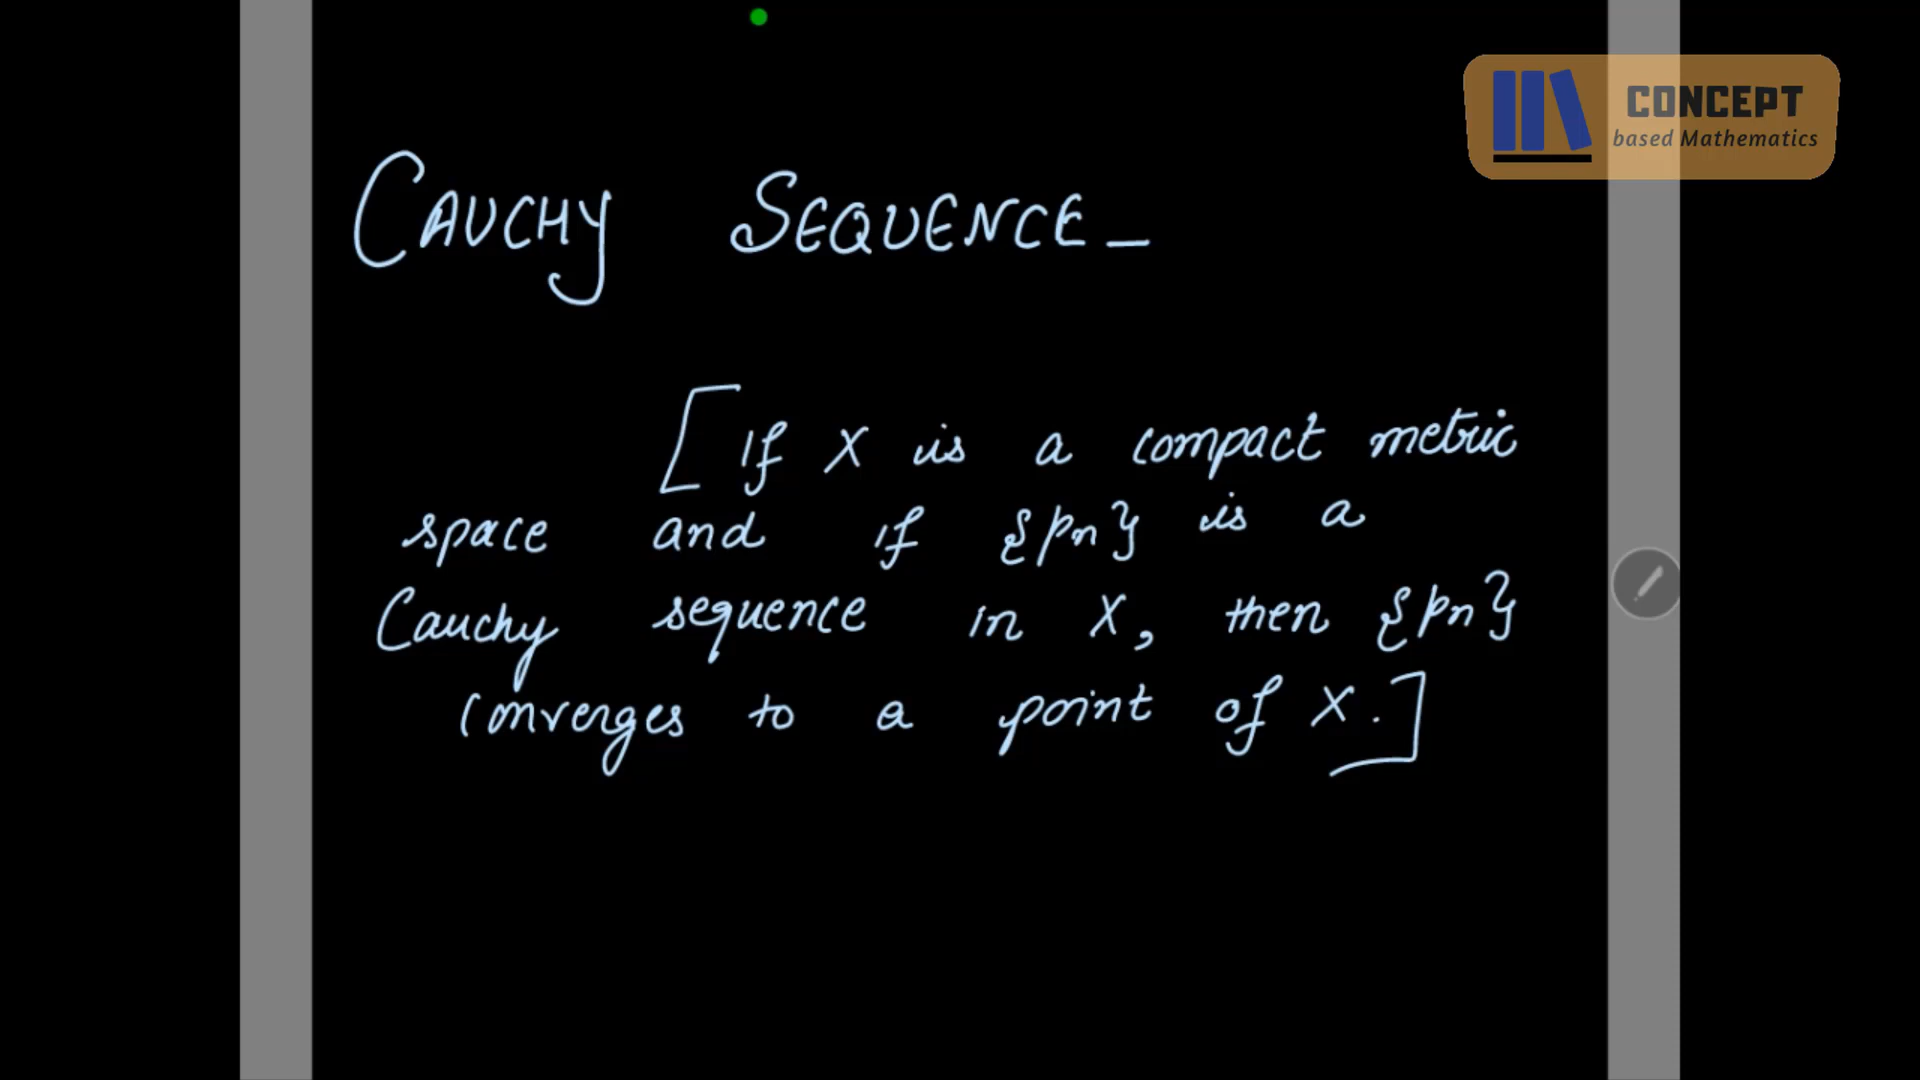 CONCEPT
based Mathematics
CAUCHY SEQUENCE_
[If X is a compact metric
space and if {pn} is a
Cauchy sequence in X, then {pn}
converges to a point of X.]